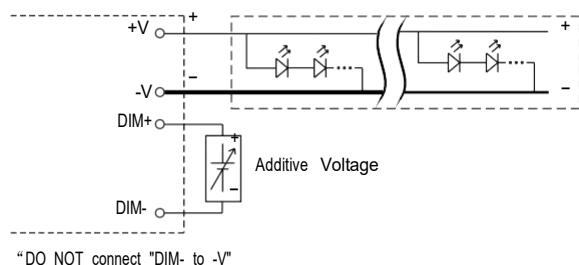 +V + +
-V − −
DIM+
+
Additive Voltage
−
DIM-
“DO NOT connect "DIM- to -V"